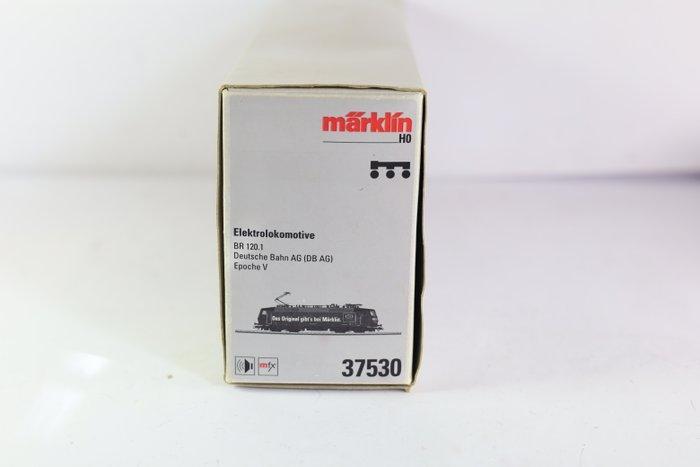 märklin
H0
Elektrolokomotive
BR 120.1
Deutsche Bahn AG (DB AG)
Epoche V
Das Original gibt's bei Märklin.
mfx
37530